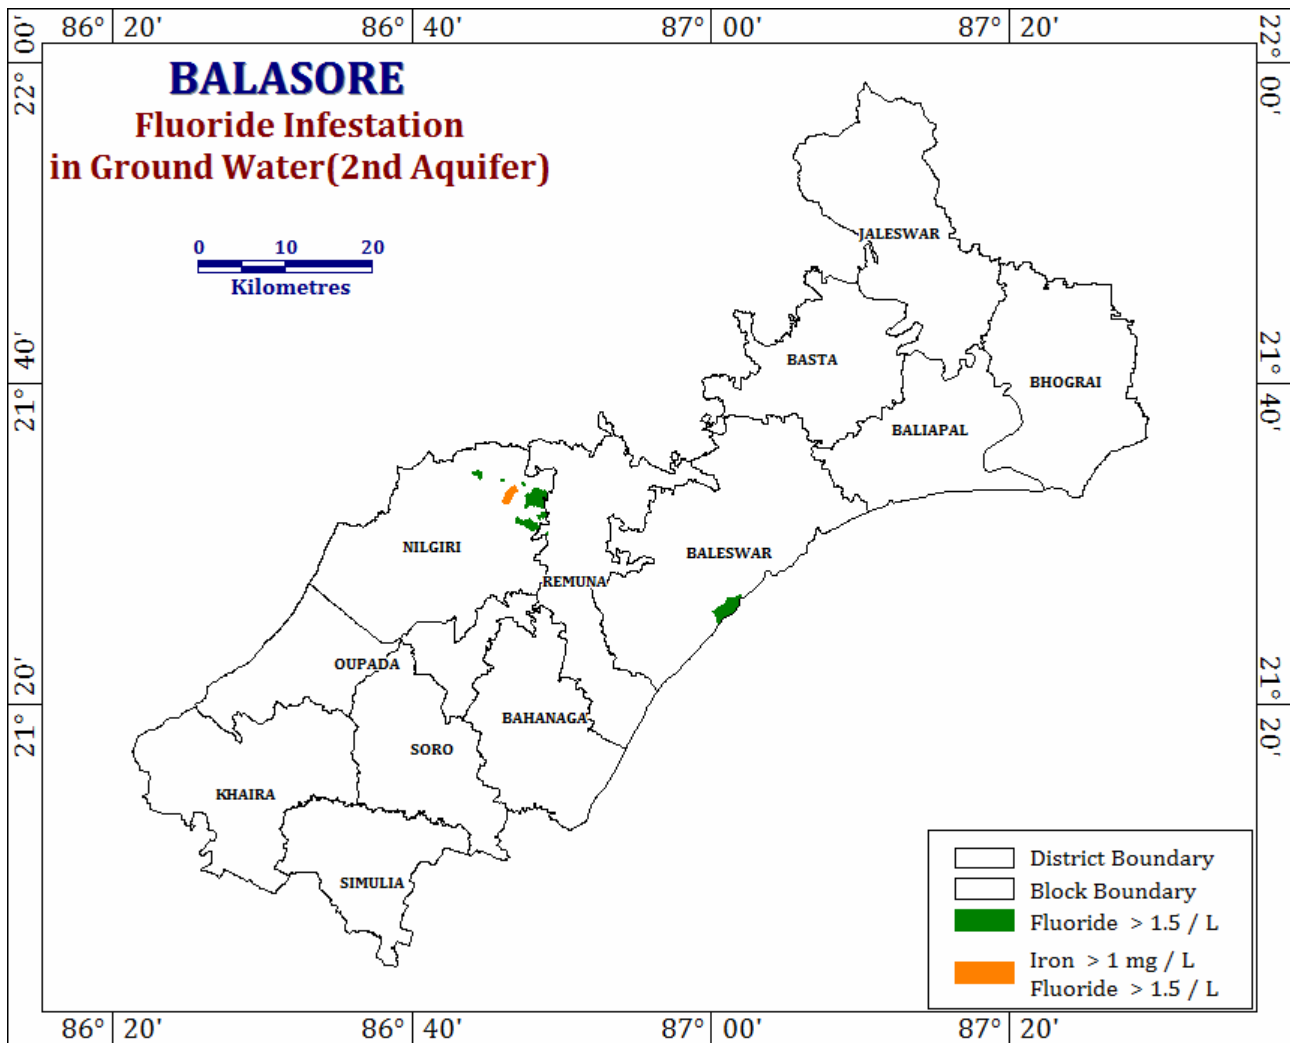 86° 20' 86° 40' 87° 00' 87° 20'
22° 00'
22° 00'
BALASORE
Fluoride Infestation
in Ground Water(2nd Aquifer)
0 10 20
Kilometres
JALESWAR
21° 40'
21° 40'
BASTA
BHOGRAI
BALIAPAL
NILGIRI
BALESWAR
REMUNA
OUPADA
21° 20'
21° 20'
BAHANAGA
SORO
KHAIRA
SIMULIA
District Boundary
Block Boundary
Fluoride > 1.5 / L
Iron > 1 mg / L
Fluoride > 1.5 / L
86° 20' 86° 40' 87° 00' 87° 20'